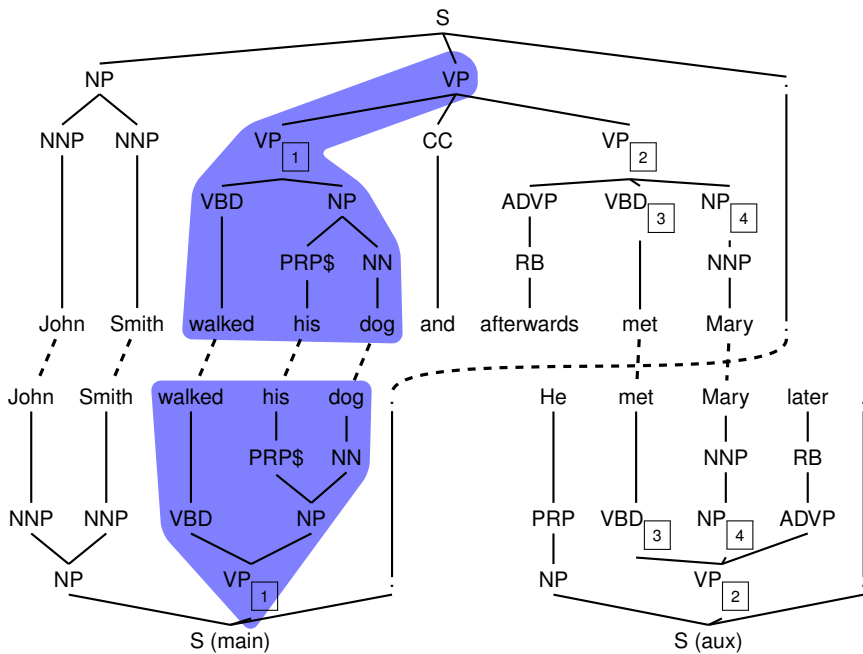 S
NP VP .
NNP NNP VP 1 CC VP 2
VBD NP ADVP VBD 3 NP 4
PRP$ NN RB NNP
John Smith walked his dog and afterwards met Mary .
John Smith walked his dog . He met Mary later .
PRP$ NN NNP RB
NNP NNP VBD NP PRP VBD 3 NP 4 ADVP
NP VP 1 . NP VP 2 .
S (main) S (aux)